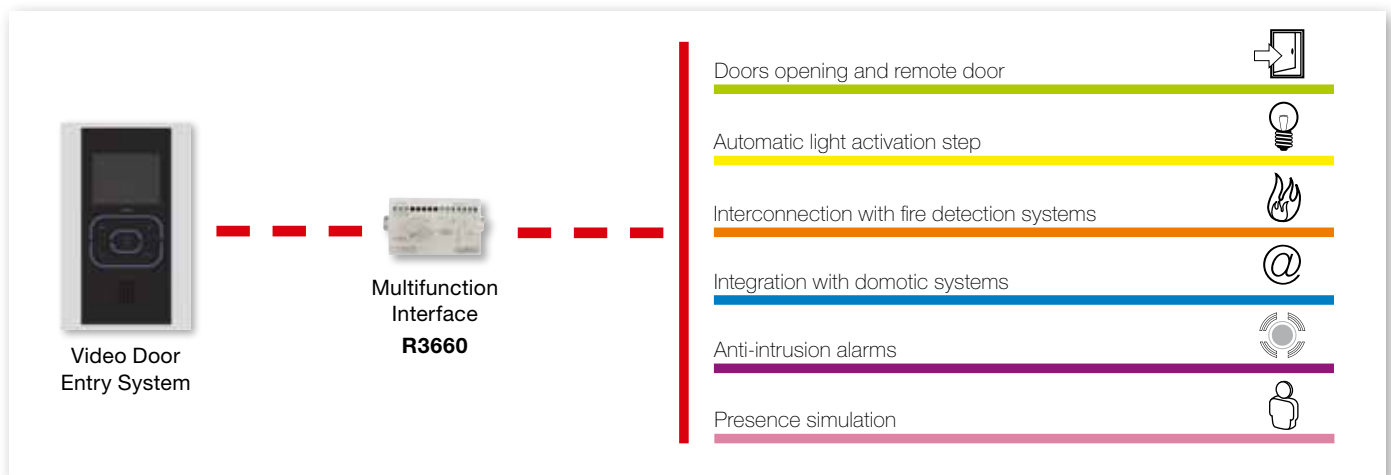 Video Door
Entry System
Multifunction
Interface
R3660
Doors opening and remote door
Automatic light activation step
Interconnection with fire detection systems
@
Integration with domotic systems
Anti-intrusion alarms
Presence simulation